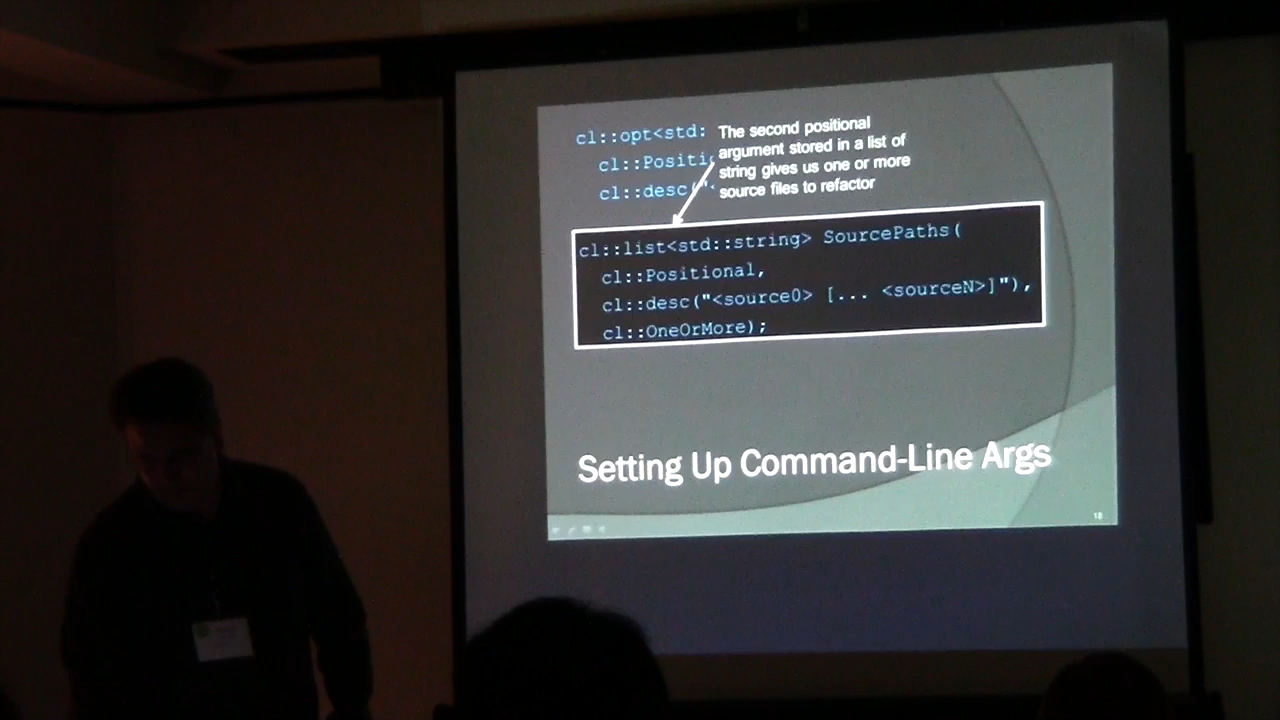 cl::opt<std:
cl::Positi
cl::desc("
The second positional
argument stored in a list of
string gives us one or more
source files to refactor
cl::list<std::string> SourcePaths(
cl::Positional,
cl::desc("<source0> [... <sourceN>]"),
cl::OneOrMore);
Setting Up Command-Line Args